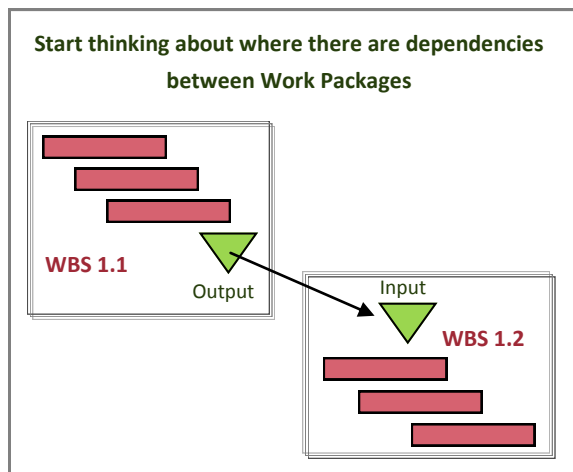 Start thinking about where there are dependencies
between Work Packages
WBS 1.1
Output
Input
WBS 1.2